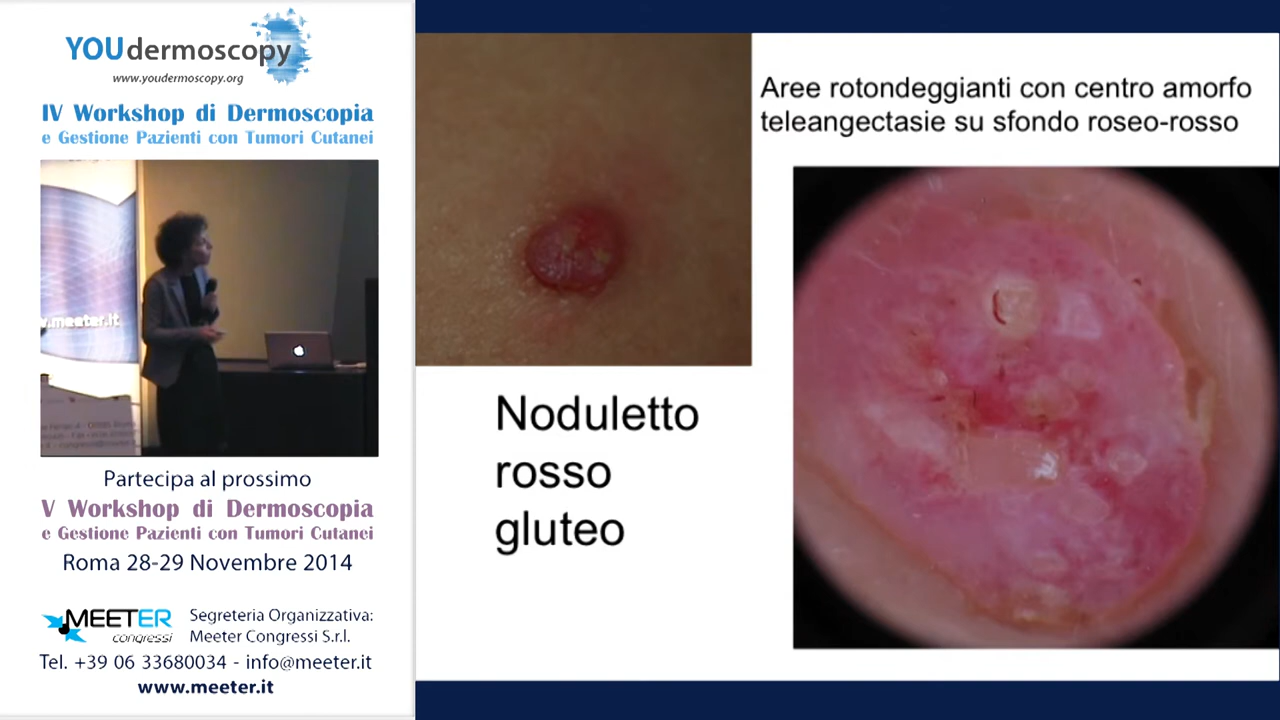 YOUdermoscopy
www.youdermoscopy.org
IV Workshop di Dermoscopia
e Gestione Pazienti con Tumori Cutanei
www.meeter.it
Partecipa al prossimo
V Workshop di Dermoscopia
e Gestione Pazienti con Tumori Cutanei
Roma 28-29 Novembre 2014
MEETER
congressi
Segreteria Organizzativa:
Meeter Congressi S.r.l.
Tel. +39 06 33680034 - info@meeter.it
www.meeter.it
Aree rotondeggianti con centro amorfo
teleangectasie su sfondo roseo-rosso
Noduletto
rosso
gluteo